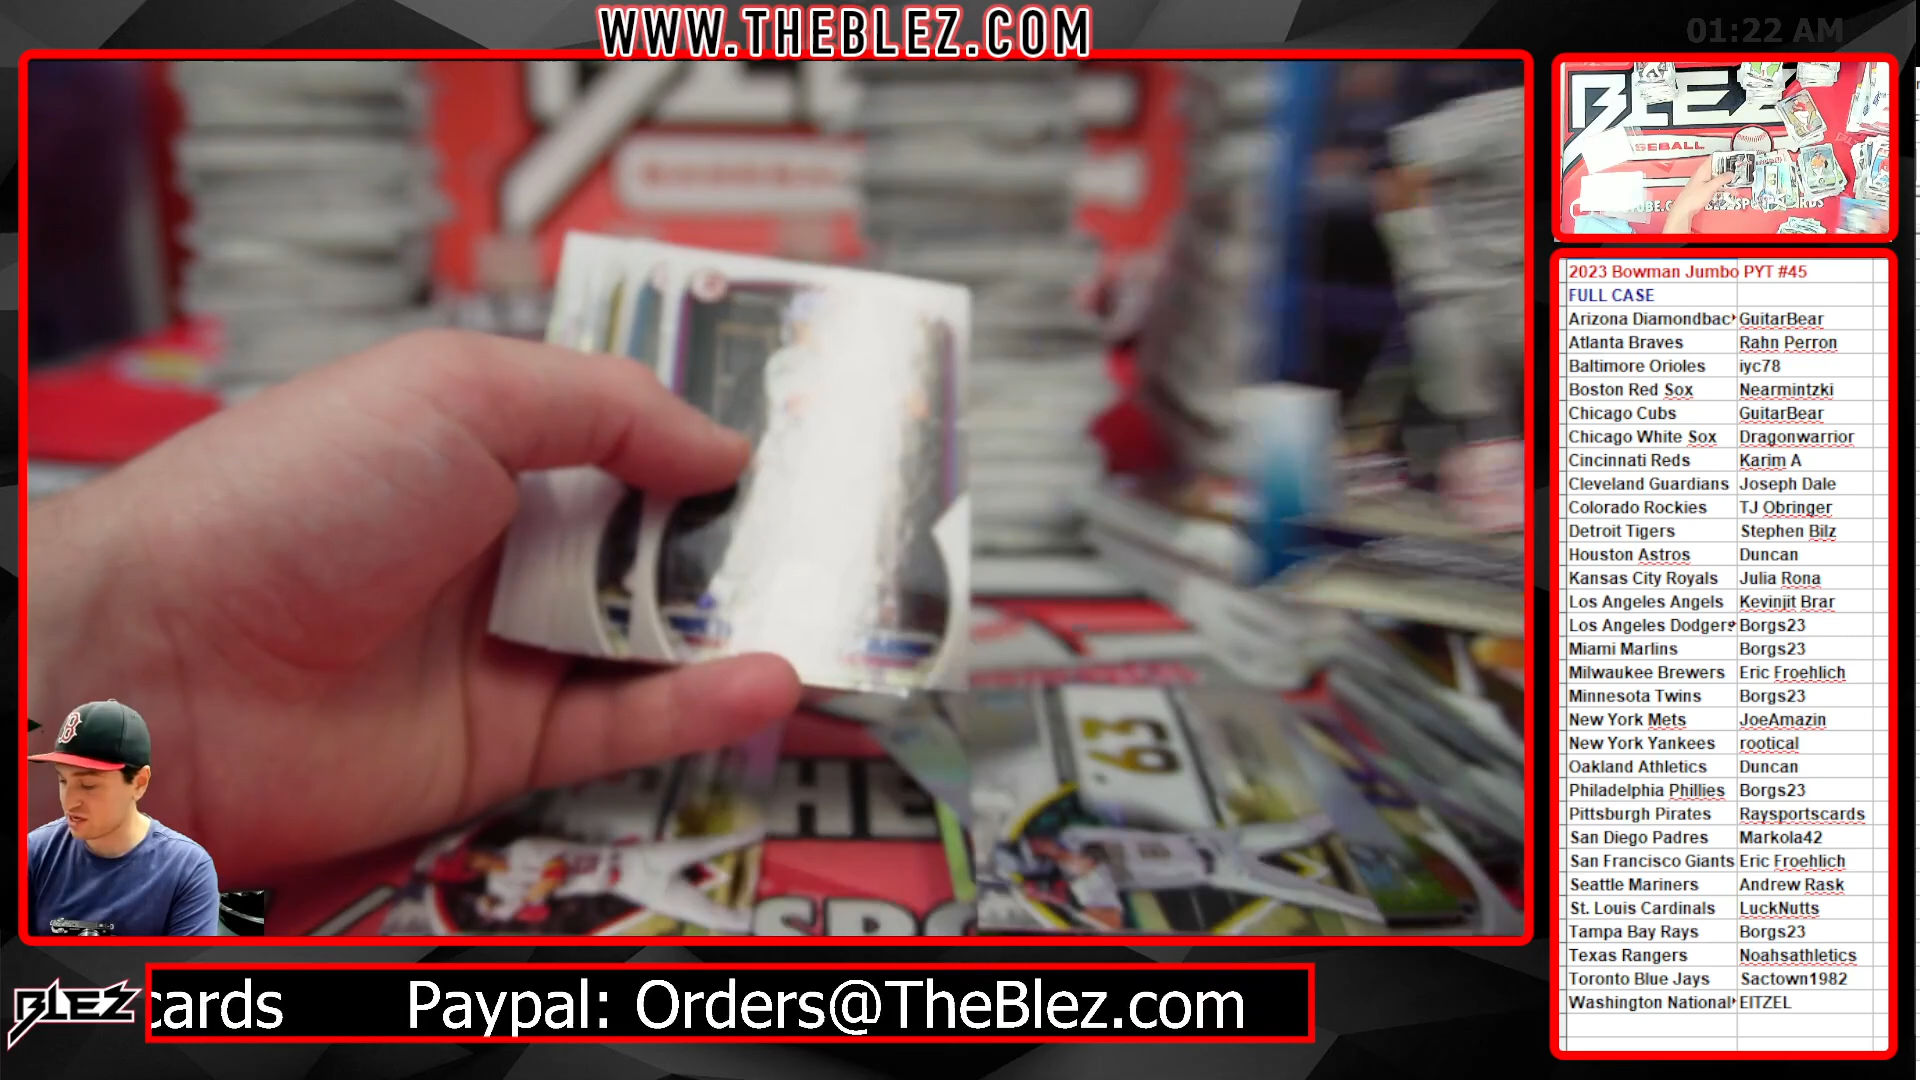 WWW.THEBLEZ.COM
01:22 AM
BLEZ
SEBALL
2023 Bowman Jumbo PYT #45
FULL CASE
Arizona Diamondbac GuitarBear
Atlanta Braves Rahn Perron
Baltimore Orioles iyc78
Boston Red Sox Nearmintzki
Chicago Cubs GuitarBear
Chicago White Sox Dragonwarrior
Cincinnati Reds Karim A
Cleveland Guardians Joseph Dale
Colorado Rockies TJ Obringer
Detroit Tigers Stephen Bilz
Houston Astros Duncan
Kansas City Royals Julia Rona
Los Angeles Angels Kevinjit Brar
Los Angeles Dodgers Borgs23
Miami Marlins Borgs23
Milwaukee Brewers Eric Froehlich
Minnesota Twins Borgs23
New York Mets JoeAmazin
New York Yankees rootical
Oakland Athletics Duncan
Philadelphia Phillies Borgs23
Pittsburgh Pirates Raysportscards
San Diego Padres Markola42
San Francisco Giants Eric Froehlich
Seattle Mariners Andrew Rask
St. Louis Cardinals LuckNutts
Tampa Bay Rays Borgs23
Texas Rangers Noahsathletics
Toronto Blue Jays Sactown1982
Washington National EITZEL
'63
THE
SPO
B
BLEZ
cards Paypal: Orders@TheBlez.com